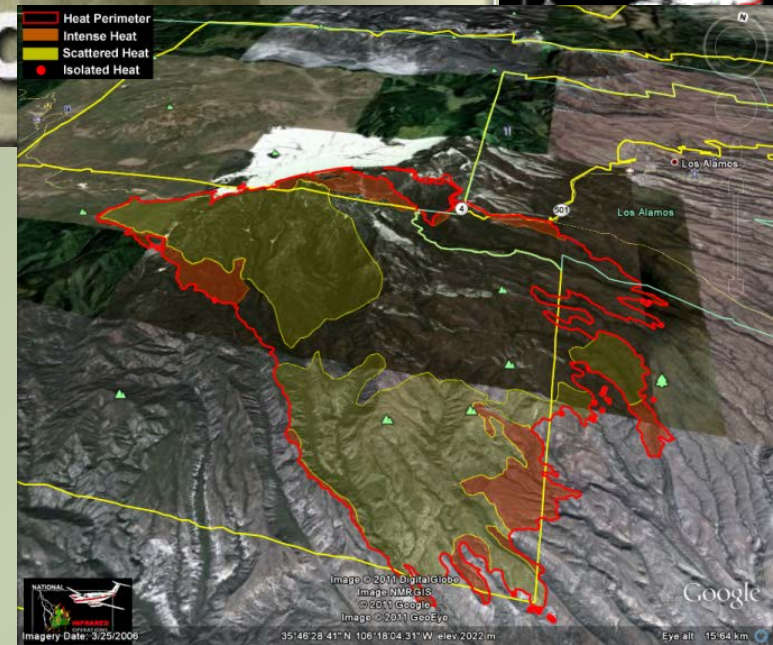 Heat Perimeter
Intense Heat
Scattered Heat
Isolated Heat
N
Los Alamos
4
501
Los Alamos
NATIONAL
INFRARED
OPERATIONS
Image © 2011 DigitalGlobe
Image NMRGIS
© 2011 Google
Image © 2011 GeoEye
Google
Imagery Date: 3/25/2006
35°46'28.41" N 106°18'04.31" W elev 2022 m
Eye alt 15.64 km